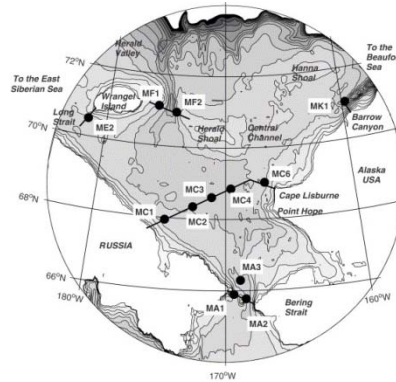 Herald
Valley
72°N
To the
Beaufo
Sea
Hanna
Shoal
To the East
Siberian Sea
Wrangel
Island
MF1
MF2
MK1
Long
Strait
ME2
70°N
Herald
Shoal
Central
Channel
Barrow
Canyon
Alaska
USA
MC6
MC3
MC4
Cape Lisburne
68°N
MC1
MC2
Point Hope
RUSSIA
MA3
66°N
180°W
MA1
MA2
Bering
Strait
160°W
170°W